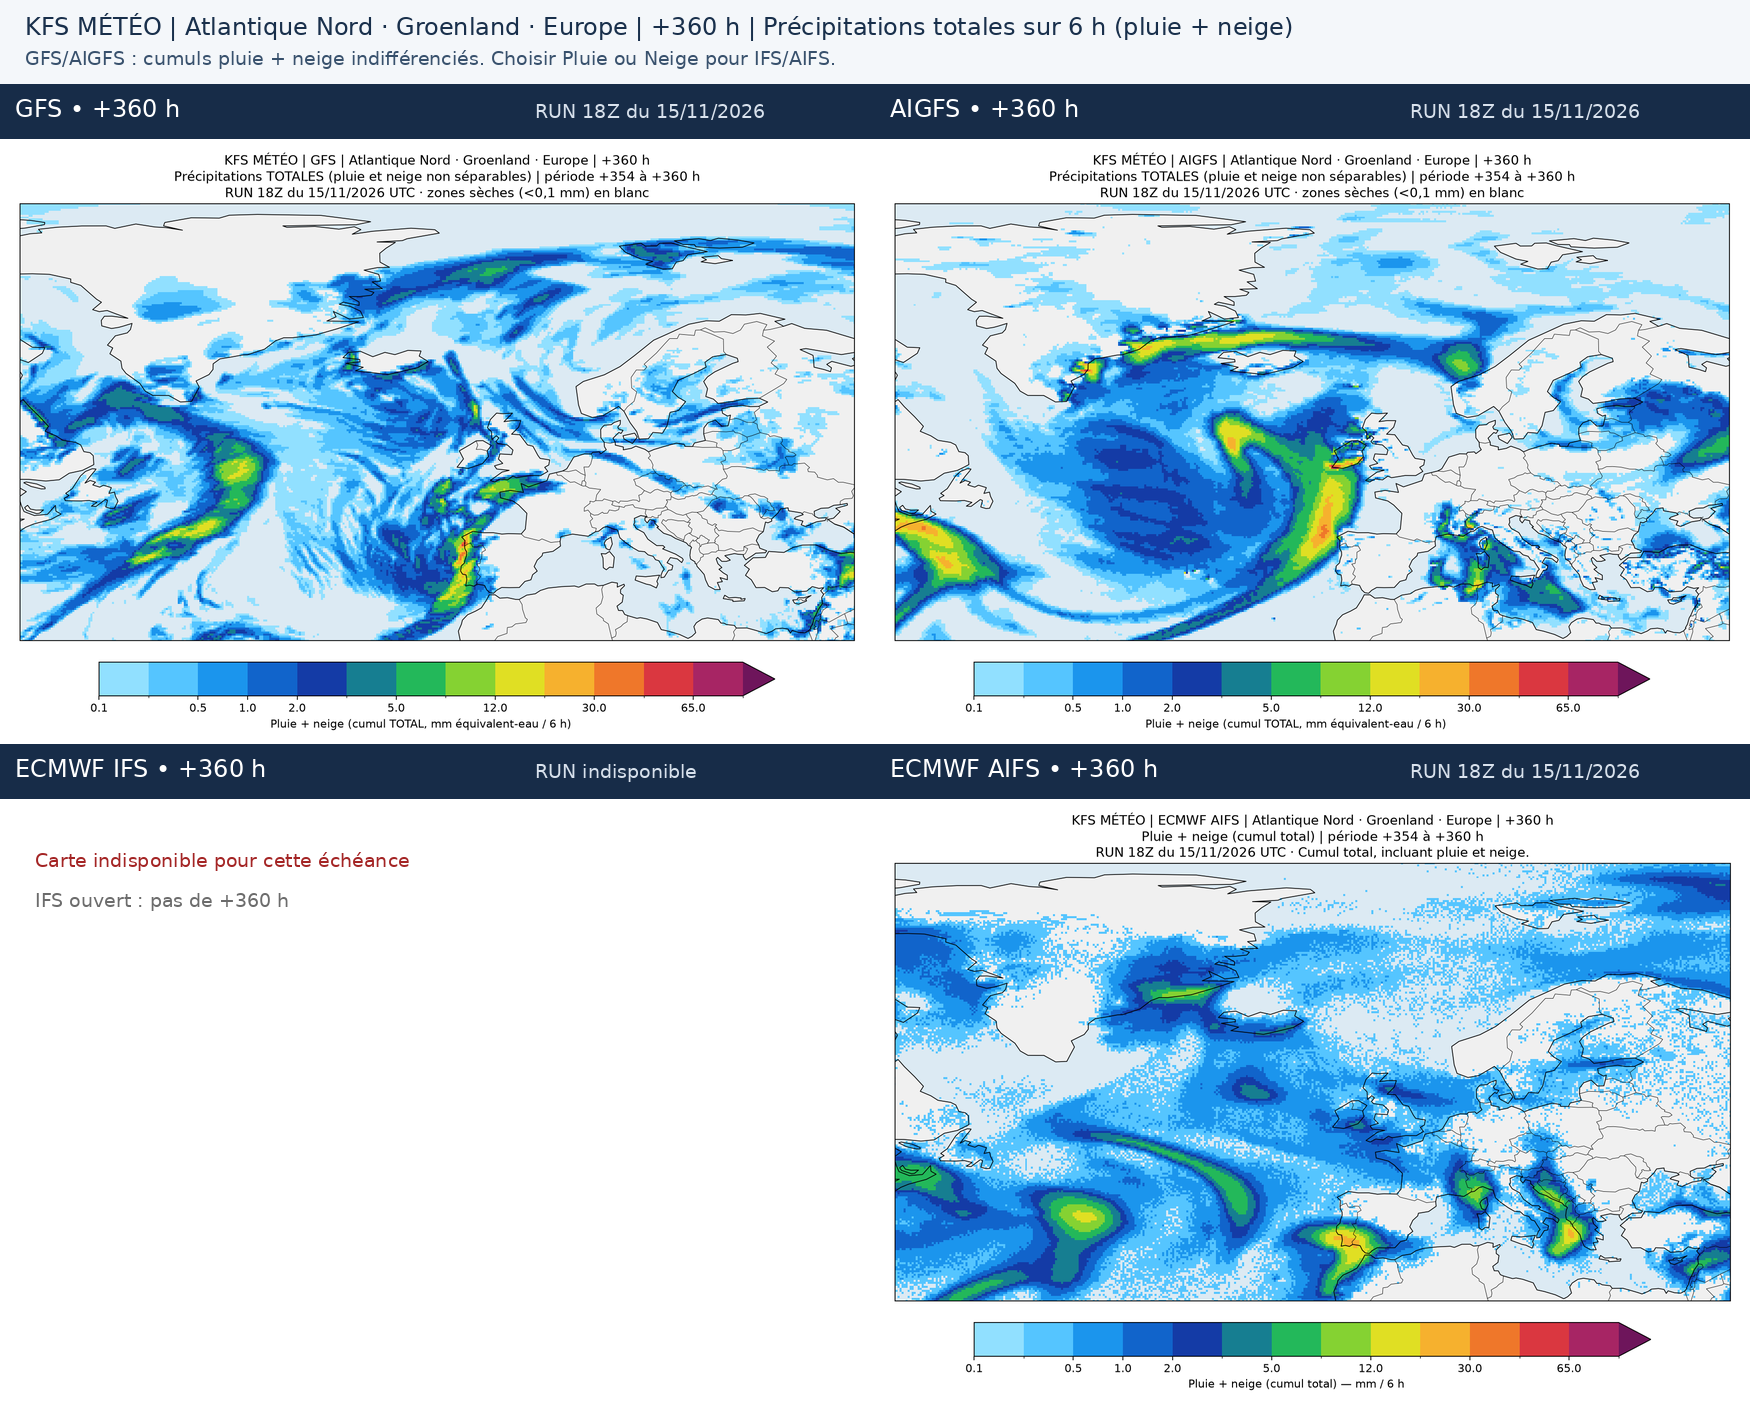 KFS MÉTÉO | Atlantique Nord · Groenland · Europe | +360 h | Précipitations totales sur 6 h (pluie + neige)
GFS/AIGFS : cumuls pluie + neige indifférenciés. Choisir Pluie ou Neige pour IFS/AIFS.
GFS • +360 h
RUN 18Z du 15/11/2026
KFS MÉTÉO | GFS | Atlantique Nord · Groenland · Europe | +360 h
Précipitations TOTALES (pluie et neige non séparables) | période +354 à +360 h
RUN 18Z du 15/11/2026 UTC · zones sèches (<0,1 mm) en blanc
0.1 0.5 1.0 2.0 5.0 12.0 30.0 65.0
Pluie + neige (cumul TOTAL, mm équivalent-eau / 6 h)
AIGFS • +360 h
RUN 18Z du 15/11/2026
KFS MÉTÉO | AIGFS | Atlantique Nord · Groenland · Europe | +360 h
Précipitations TOTALES (pluie et neige non séparables) | période +354 à +360 h
RUN 18Z du 15/11/2026 UTC · zones sèches (<0,1 mm) en blanc
0.1 0.5 1.0 2.0 5.0 12.0 30.0 65.0
Pluie + neige (cumul TOTAL, mm équivalent-eau / 6 h)
ECMWF IFS • +360 h
RUN indisponible
Carte indisponible pour cette échéance
IFS ouvert : pas de +360 h
ECMWF AIFS • +360 h
RUN 18Z du 15/11/2026
KFS MÉTÉO | ECMWF AIFS | Atlantique Nord · Groenland · Europe | +360 h
Pluie + neige (cumul total) | période +354 à +360 h
RUN 18Z du 15/11/2026 UTC · Cumul total, incluant pluie et neige.
0.1 0.5 1.0 2.0 5.0 12.0 30.0 65.0
Pluie + neige (cumul total) — mm / 6 h